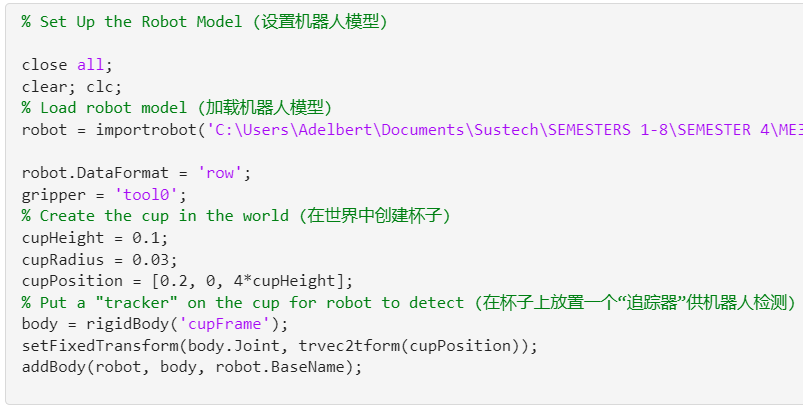 % Set Up the Robot Model (设置机器人模型)
close all;
clear; clc;
% Load robot model (加载机器人模型)
robot = importrobot('C:\Users\Adelbert\Documents\Sustech\SEMESTERS 1-8\SEMESTER 4\ME3
robot.DataFormat = 'row';
gripper = 'tool0';
% Create the cup in the world (在世界中创建杯子)
cupHeight = 0.1;
cupRadius = 0.03;
cupPosition = [0.2, 0, 4*cupHeight];
% Put a "tracker" on the cup for robot to detect (在杯子上放置一个“追踪器”供机器人检测)
body = rigidBody('cupFrame');
setFixedTransform(body.Joint, trvec2tform(cupPosition));
addBody(robot, body, robot.BaseName);